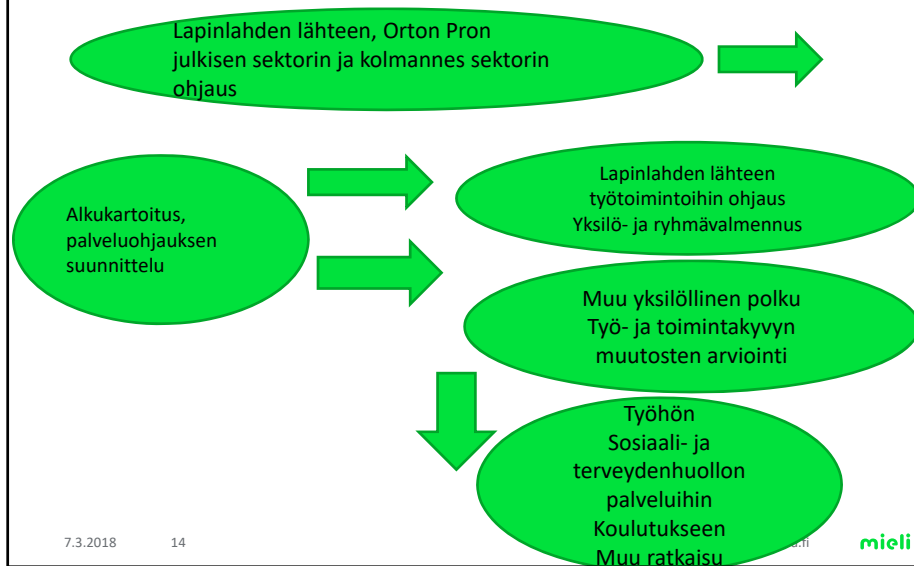 Lapinlahden lähteen, Orton Pron
julkisen sektorin ja kolmannes sektorin
ohjaus
Alkukartoitus,
palveluohjauksen
suunnittelu
Lapinlahden lähteen
työtoimintoihin ohjaus
Yksilö- ja ryhmävalmennus
Muu yksilöllinen polku
Työ- ja toimintakyvyn
muutosten arviointi
Työhön
Sosiaali- ja
terveydenhuollon
palveluihin
Koulutukseen
Muu ratkaisu
7.3.2018 14
mieli